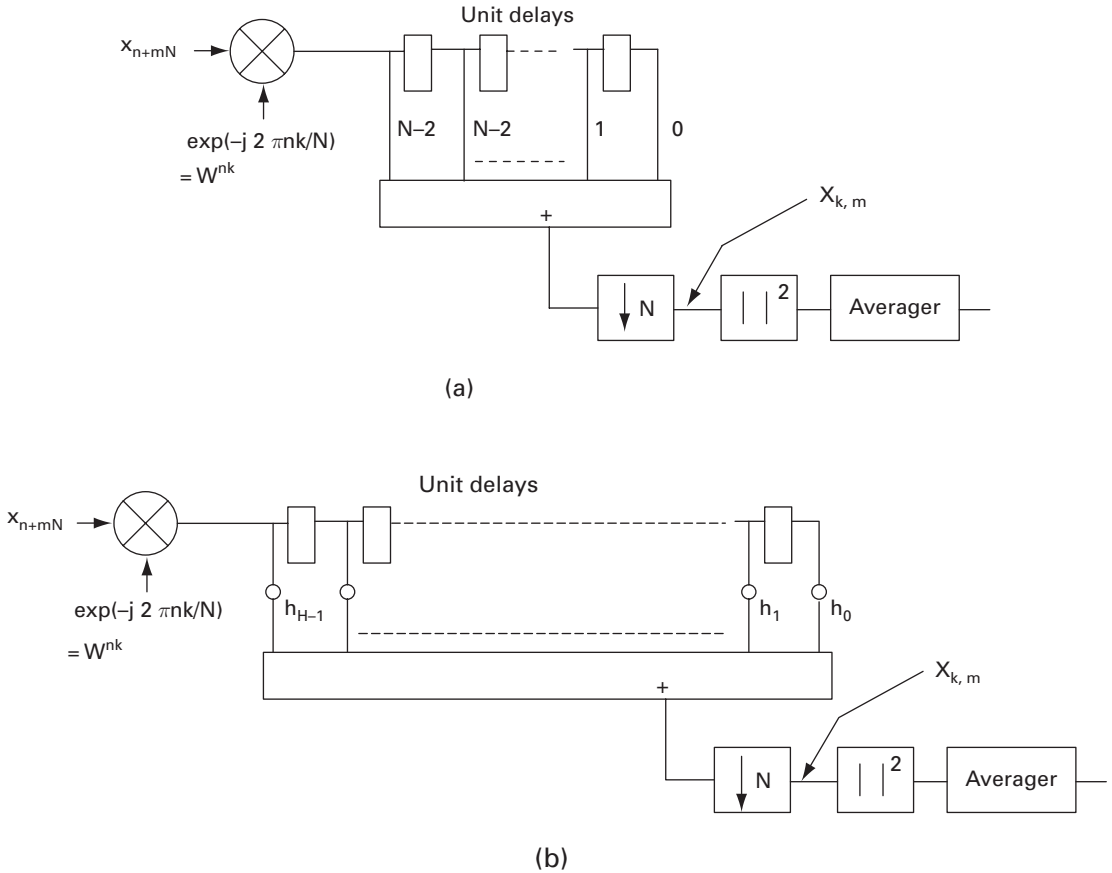 Unit delays
x_{n+mN}
N–2 N–2 1 0
exp(–j 2 πnk/N)
= W^{nk}
+
X_{k, m}
N | | 2 Averager
(a)
Unit delays
x_{n+mN}
exp(–j 2 πnk/N)
= W^{nk}
h_{H–1} h_1 h_0
+
X_{k, m}
N | | 2 Averager
(b)